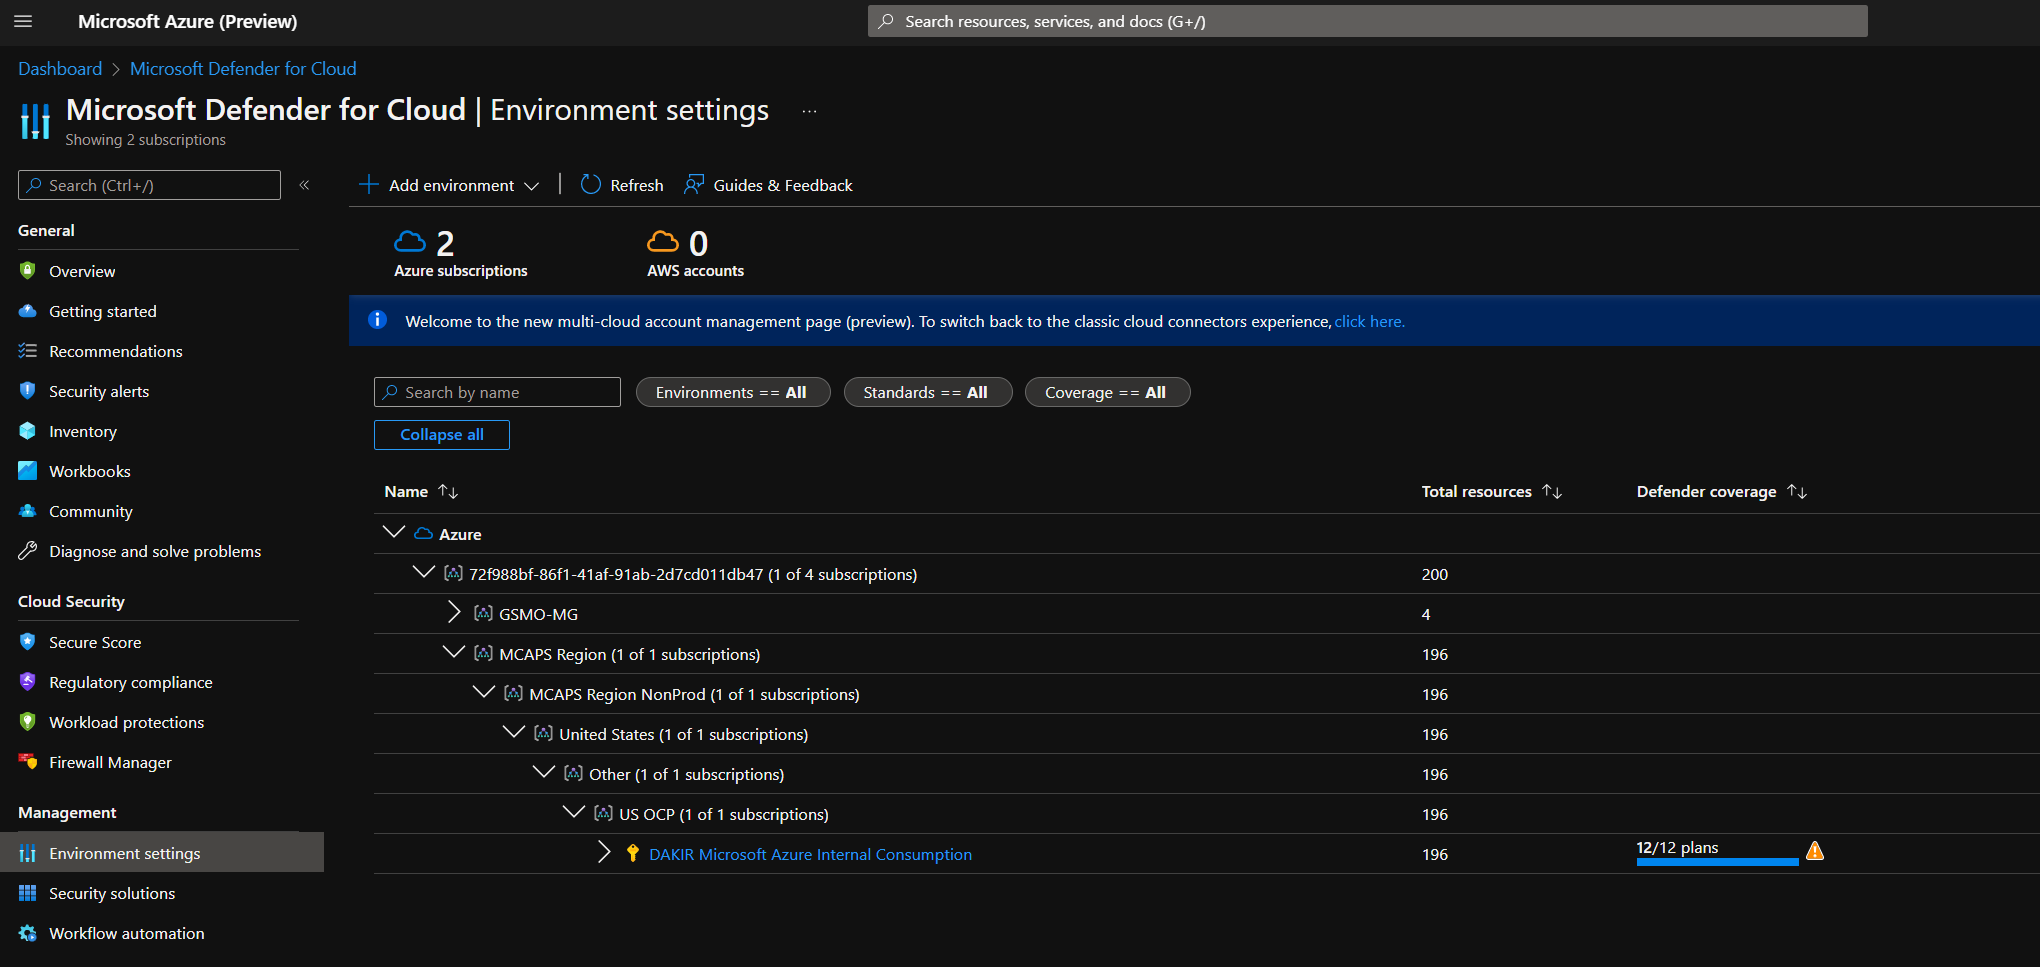 Microsoft Azure (Preview)
Search resources, services, and docs (G+/)
Dashboard > Microsoft Defender for Cloud
Microsoft Defender for Cloud | Environment settings ...
Showing 2 subscriptions
Search (Ctrl+/)
«
General
Overview
Getting started
Recommendations
Security alerts
Inventory
Workbooks
Community
Diagnose and solve problems
Cloud Security
Secure Score
Regulatory compliance
Workload protections
Firewall Manager
Management
Environment settings
Security solutions
Workflow automation
Add environment | Refresh Guides & Feedback
2 0
Azure subscriptions AWS accounts
Welcome to the new multi-cloud account management page (preview). To switch back to the classic cloud connectors experience, click here.
Search by name Environments == All Standards == All Coverage == All
Collapse all
Name ↑↓ Total resources ↑↓ Defender coverage ↑↓
Azure
72f988bf-86f1-41af-91ab-2d7cd011db47 (1 of 4 subscriptions) 200
GSMO-MG 4
MCAPS Region (1 of 1 subscriptions) 196
MCAPS Region NonProd (1 of 1 subscriptions) 196
United States (1 of 1 subscriptions) 196
Other (1 of 1 subscriptions) 196
US OCP (1 of 1 subscriptions) 196
DAKIR Microsoft Azure Internal Consumption 196 12/12 plans